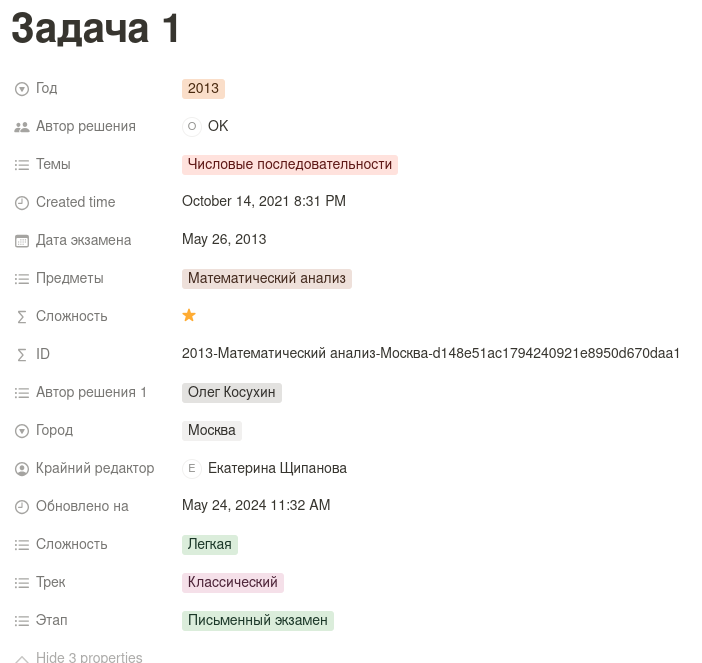 Задача 1
Год 2013
Автор решения O OK
Темы Числовые последовательности
Created time October 14, 2021 8:31 PM
Дата экзамена May 26, 2013
Предметы Математический анализ
Сложность
ID 2013-Математический анализ-Москва-d148e51ac1794240921e8950d670daa1
Автор решения 1 Олег Косухин
Город Москва
Крайний редактор E Екатерина Щипанова
Обновлено на May 24, 2024 11:32 AM
Сложность Легкая
Трек Классический
Этап Письменный экзамен
Hide 3 properties